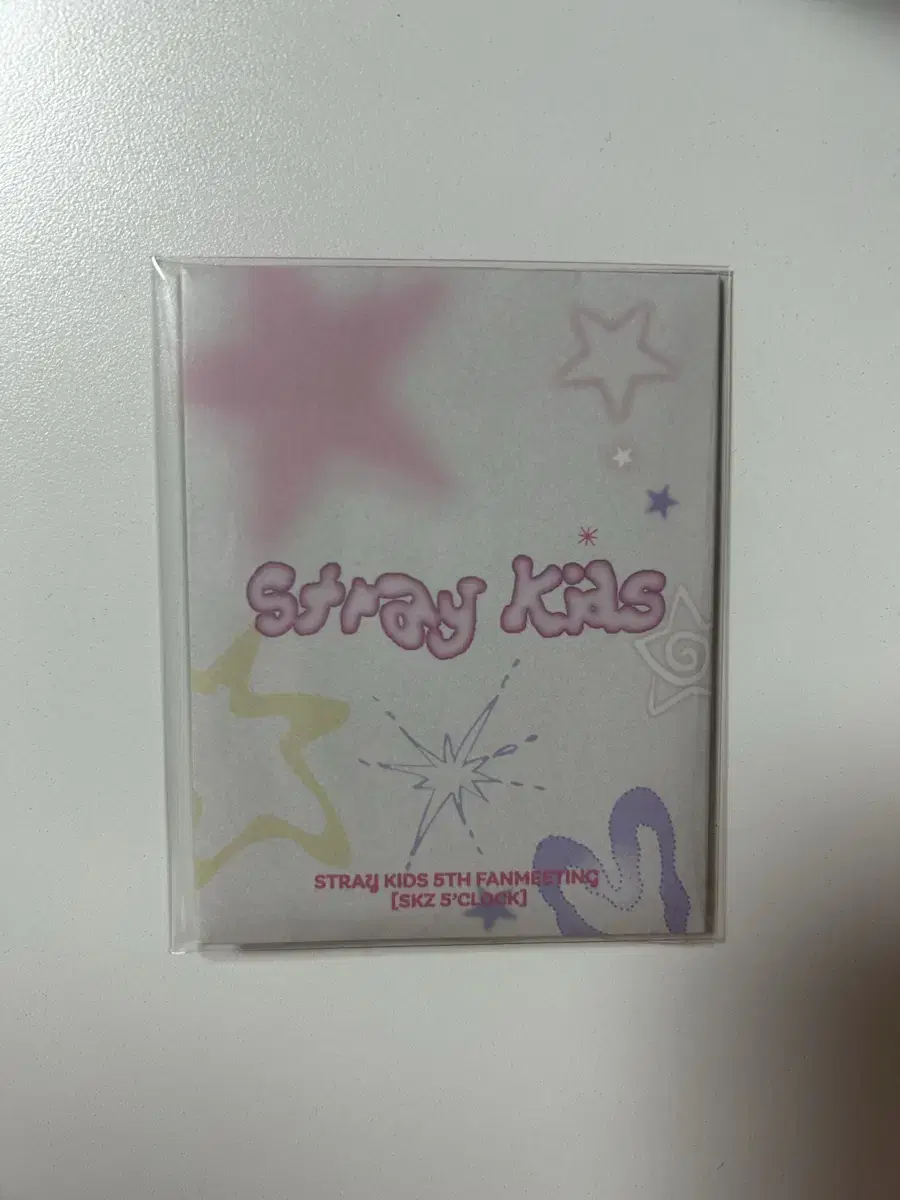 Stray Kids
STRAY KIDS 5TH FANMEETING
[SKZ 5'CLOCK]